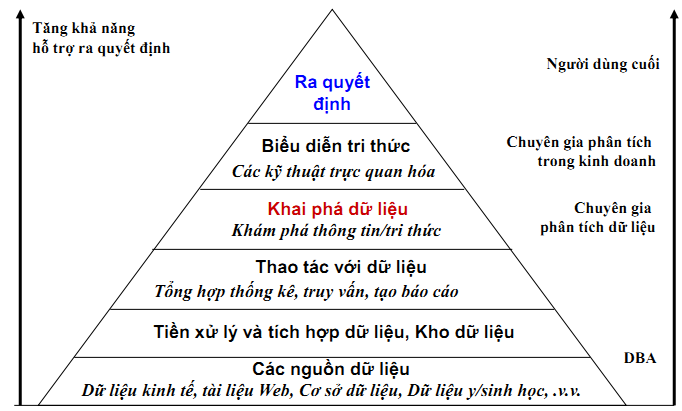 Tăng khả năng
hỗ trợ ra quyết định
Người dùng cuối
Ra quyết
định
Biểu diễn tri thức
Các kỹ thuật trực quan hóa
Chuyên gia phân tích
trong kinh doanh
Khai phá dữ liệu
Khám phá thông tin/tri thức
Chuyên gia
phân tích dữ liệu
Thao tác với dữ liệu
Tổng hợp thống kê, truy vấn, tạo báo cáo
Tiền xử lý và tích hợp dữ liệu, Kho dữ liệu
DBA
Các nguồn dữ liệu
Dữ liệu kinh tế, tài liệu Web, Cơ sở dữ liệu, Dữ liệu y/sinh học, .v.v.